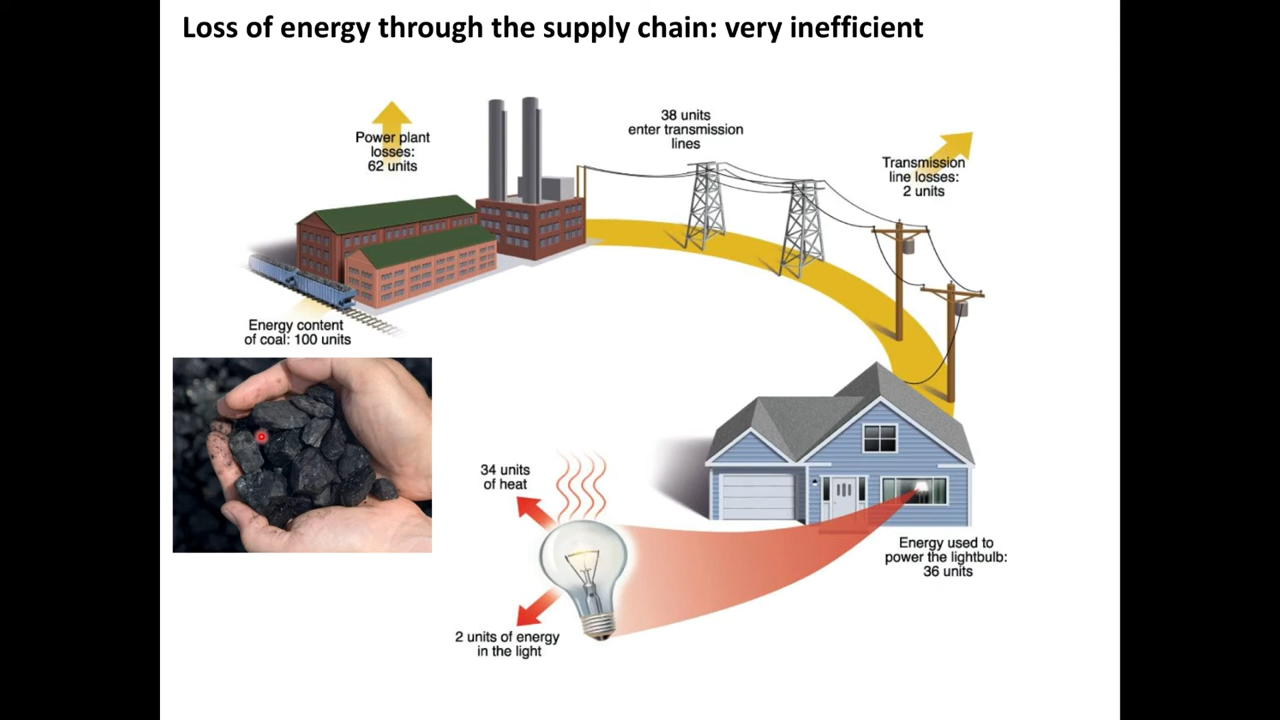 Loss of energy through the supply chain: very inefficient
Power plant
losses:
62 units
38 units
enter transmission
lines
Transmission
line losses:
2 units
Energy content
of coal: 100 units
34 units
of heat
Energy used to
power the lightbulb:
36 units
2 units of energy
in the light